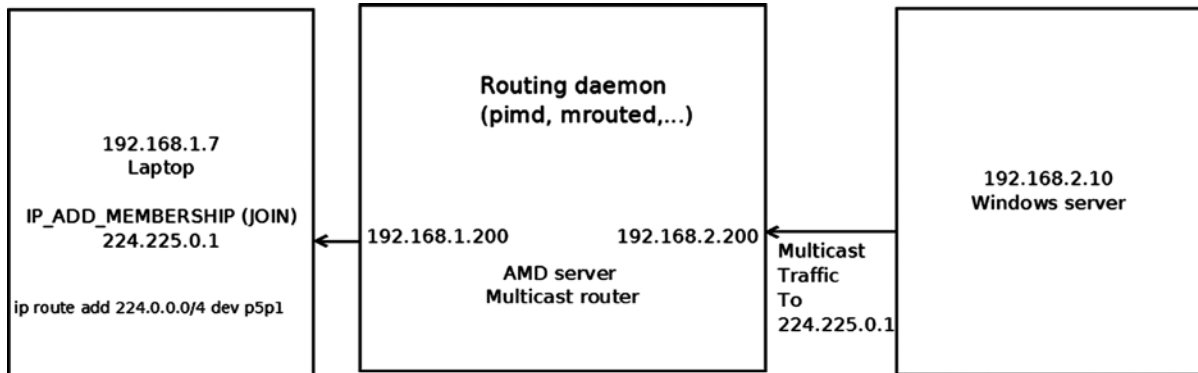 192.168.1.7
Laptop
IP_ADD_MEMBERSHIP (JOIN)
224.225.0.1
ip route add 224.0.0.0/4 dev p5p1
Routing daemon
(pimd, mrouted,...)
192.168.1.200
192.168.2.200
AMD server
Multicast router
Multicast
Traffic
To
224.225.0.1
192.168.2.10
Windows server